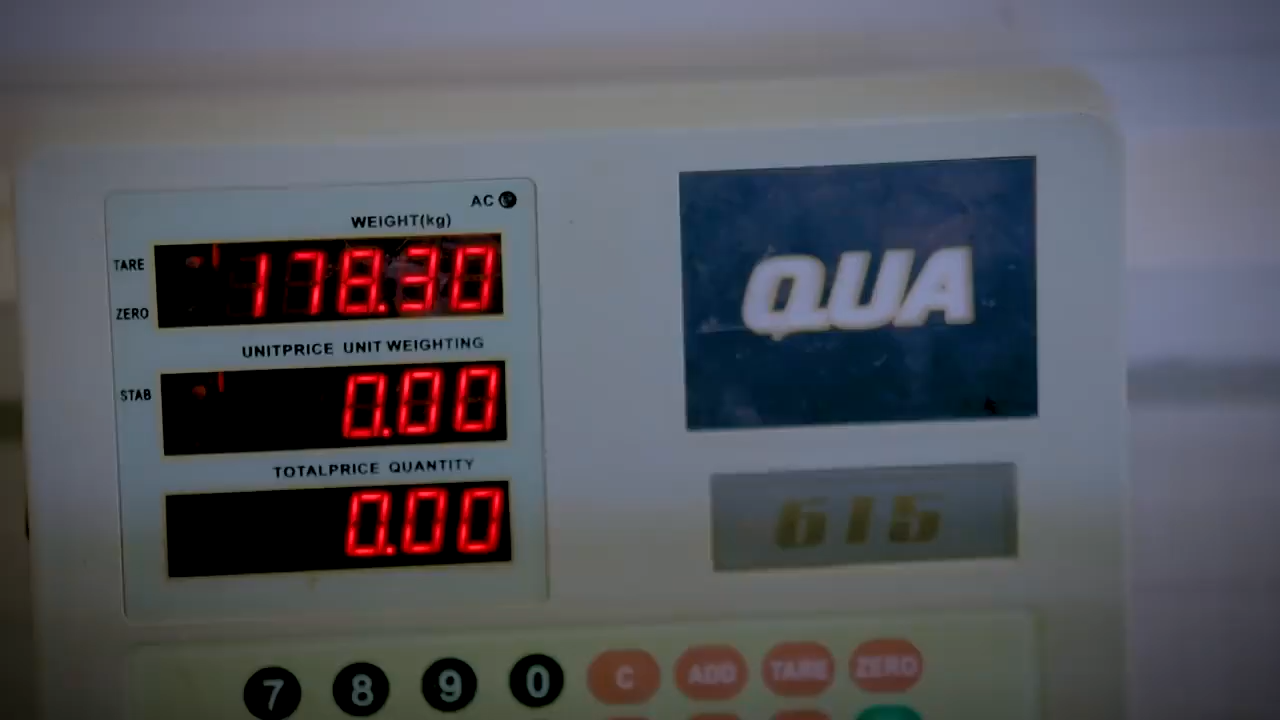 AC
WEIGHT(kg)
TARE
178.30
ZERO
UNITPRICE UNIT WEIGHTING
STAB
0.00
TOTALPRICE QUANTITY
0.00
QUA
615
7 8 9 0 C ADD TARE ZERO